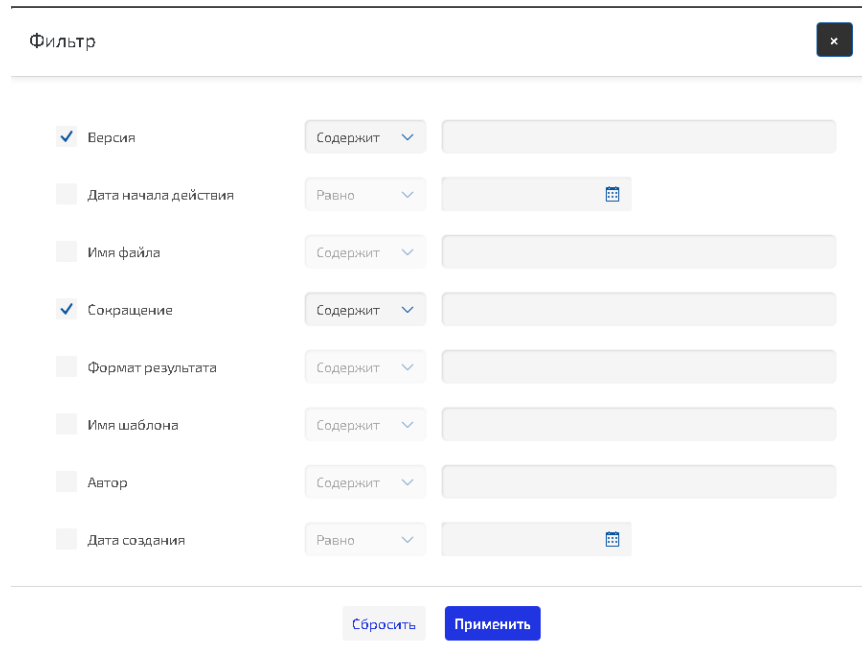 Фильтр
×
Версия Содержит
Дата начала действия Равно
Имя файла Содержит
Сокращение Содержит
Формат результата Содержит
Имя шаблона Содержит
Автор Содержит
Дата создания Равно
Сбросить Применить